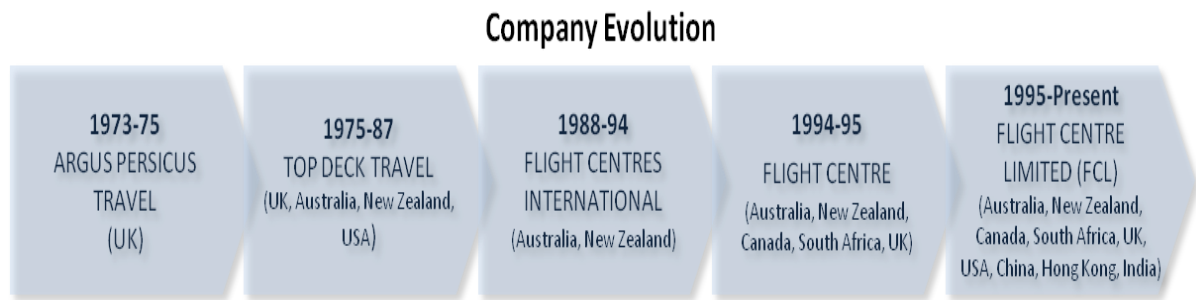 Company Evolution
1973-75
ARGUS PERSICUS
TRAVEL
(UK)
1975-87
TOP DECK TRAVEL
(UK, Australia, New Zealand,
USA)
1988-94
FLIGHT CENTRES
INTERNATIONAL
(Australia, New Zealand)
1994-95
FLIGHT CENTRE
(Australia, New Zealand,
Canada, South Africa, UK)
1995-Present
FLIGHT CENTRE
LIMITED (FCL)
(Australia, New Zealand,
Canada, South Africa, UK,
USA, China, Hong Kong, India)